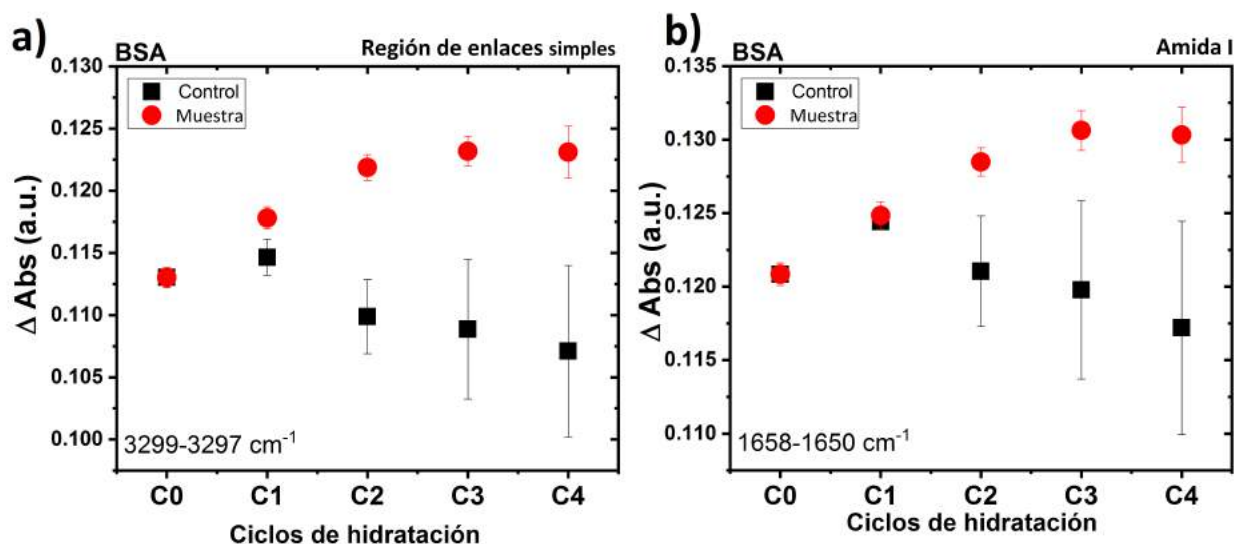 a)
BSA
Región de enlaces simples
Control
Muestra
0.130
0.125
0.120
0.115
0.110
0.105
0.100
Δ Abs (a.u.)
3299-3297 cm⁻¹
C0 C1 C2 C3 C4
Ciclos de hidratación
b)
BSA
Amida I
Control
Muestra
0.135
0.130
0.125
0.120
0.115
0.110
Δ Abs (a.u.)
1658-1650 cm⁻¹
C0 C1 C2 C3 C4
Ciclos de hidratación